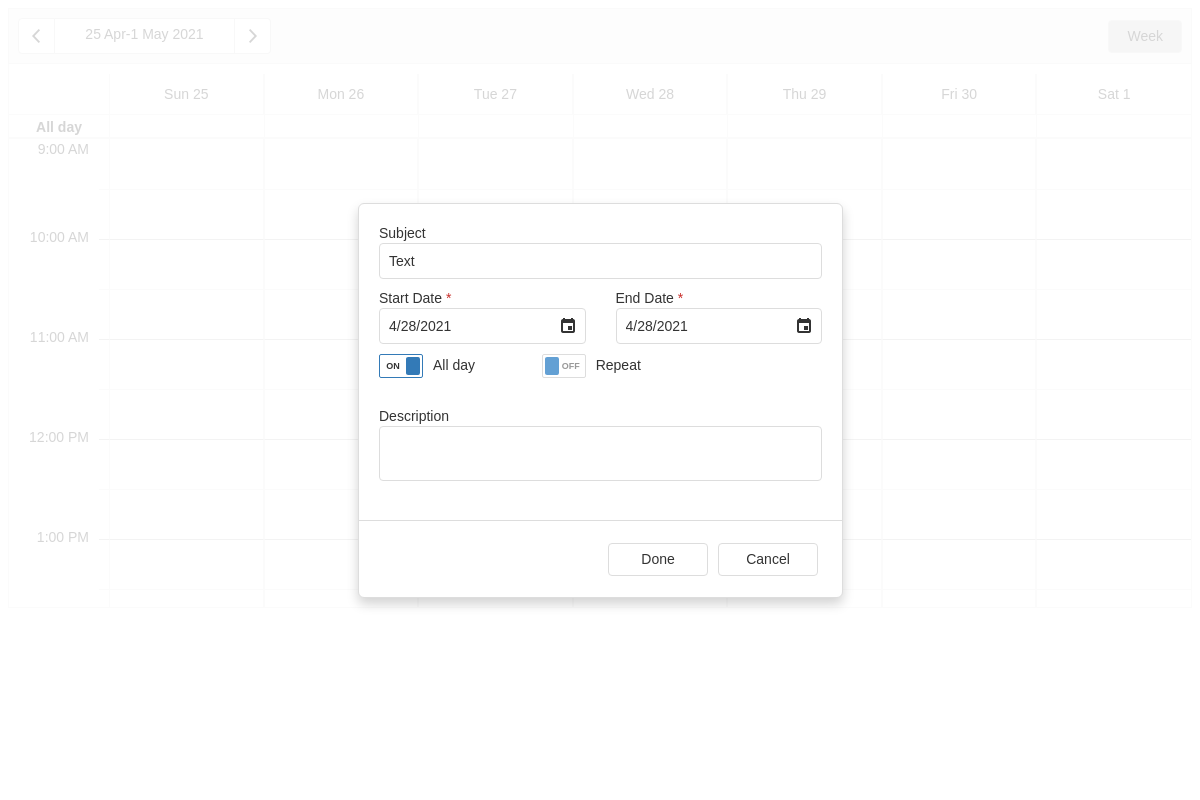 25 Apr-1 May 2021
Week
Sun 25 Mon 26 Tue 27 Wed 28 Thu 29 Fri 30 Sat 1
All day
9:00 AM
10:00 AM
11:00 AM
12:00 PM
1:00 PM
Subject
Text
Start Date * End Date *
4/28/2021 4/28/2021
ON All day OFF Repeat
Description
Done Cancel